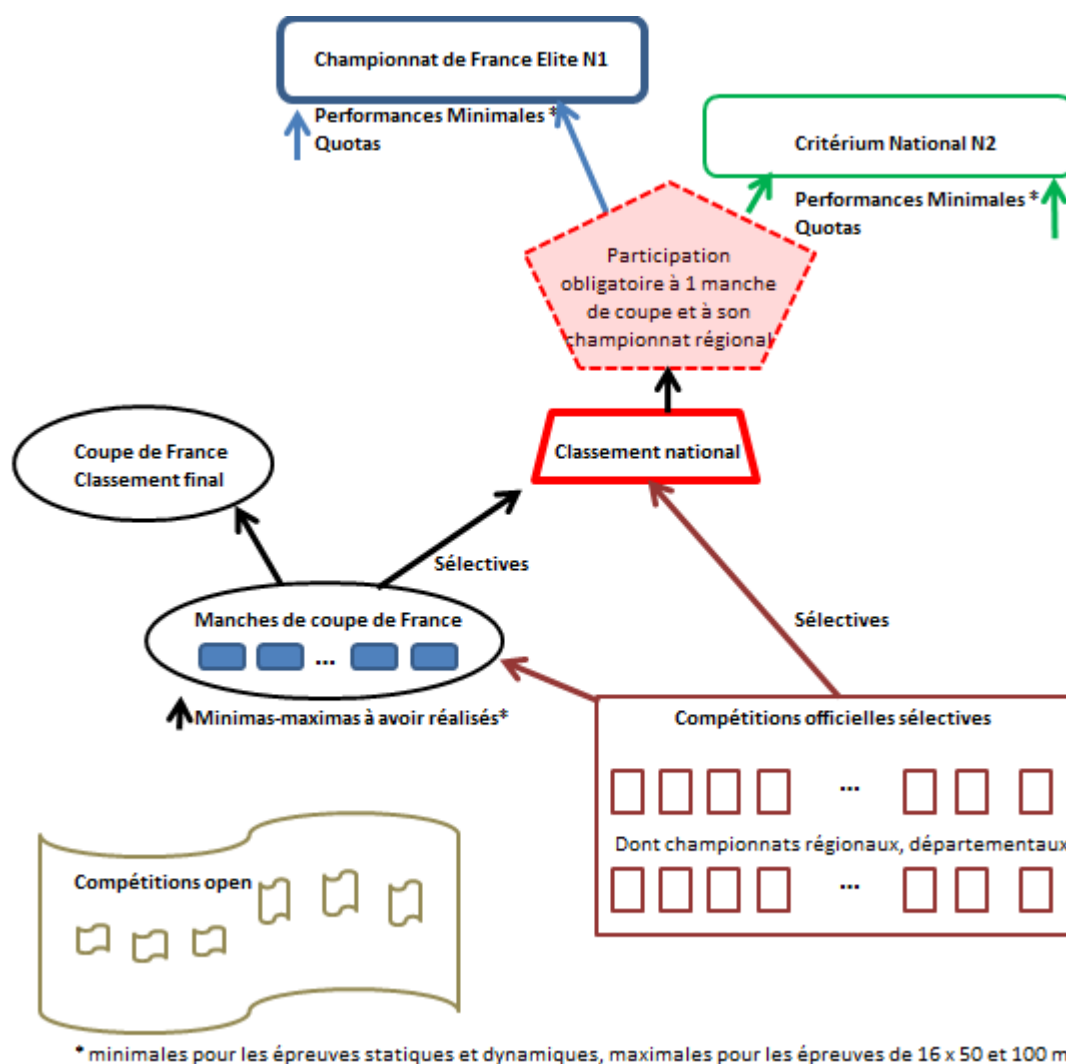 Championnat de France Elite N1
Performances Minimales *
Quotas
Critérium National N2
Performances Minimales *
Quotas
Participation
obligatoire à 1 manche
de coupe et à son
championnat régional
Classement national
Coupe de France
Classement final
Sélectives
Sélectives
Manches de coupe de France
...
Minimas-maximas à avoir réalisés*
Compétitions officielles sélectives
...
Dont championnats régionaux, départementaux
...
Compétitions open
* minimales pour les épreuves statiques et dynamiques, maximales pour les épreuves de 16 x 50 et 100 m